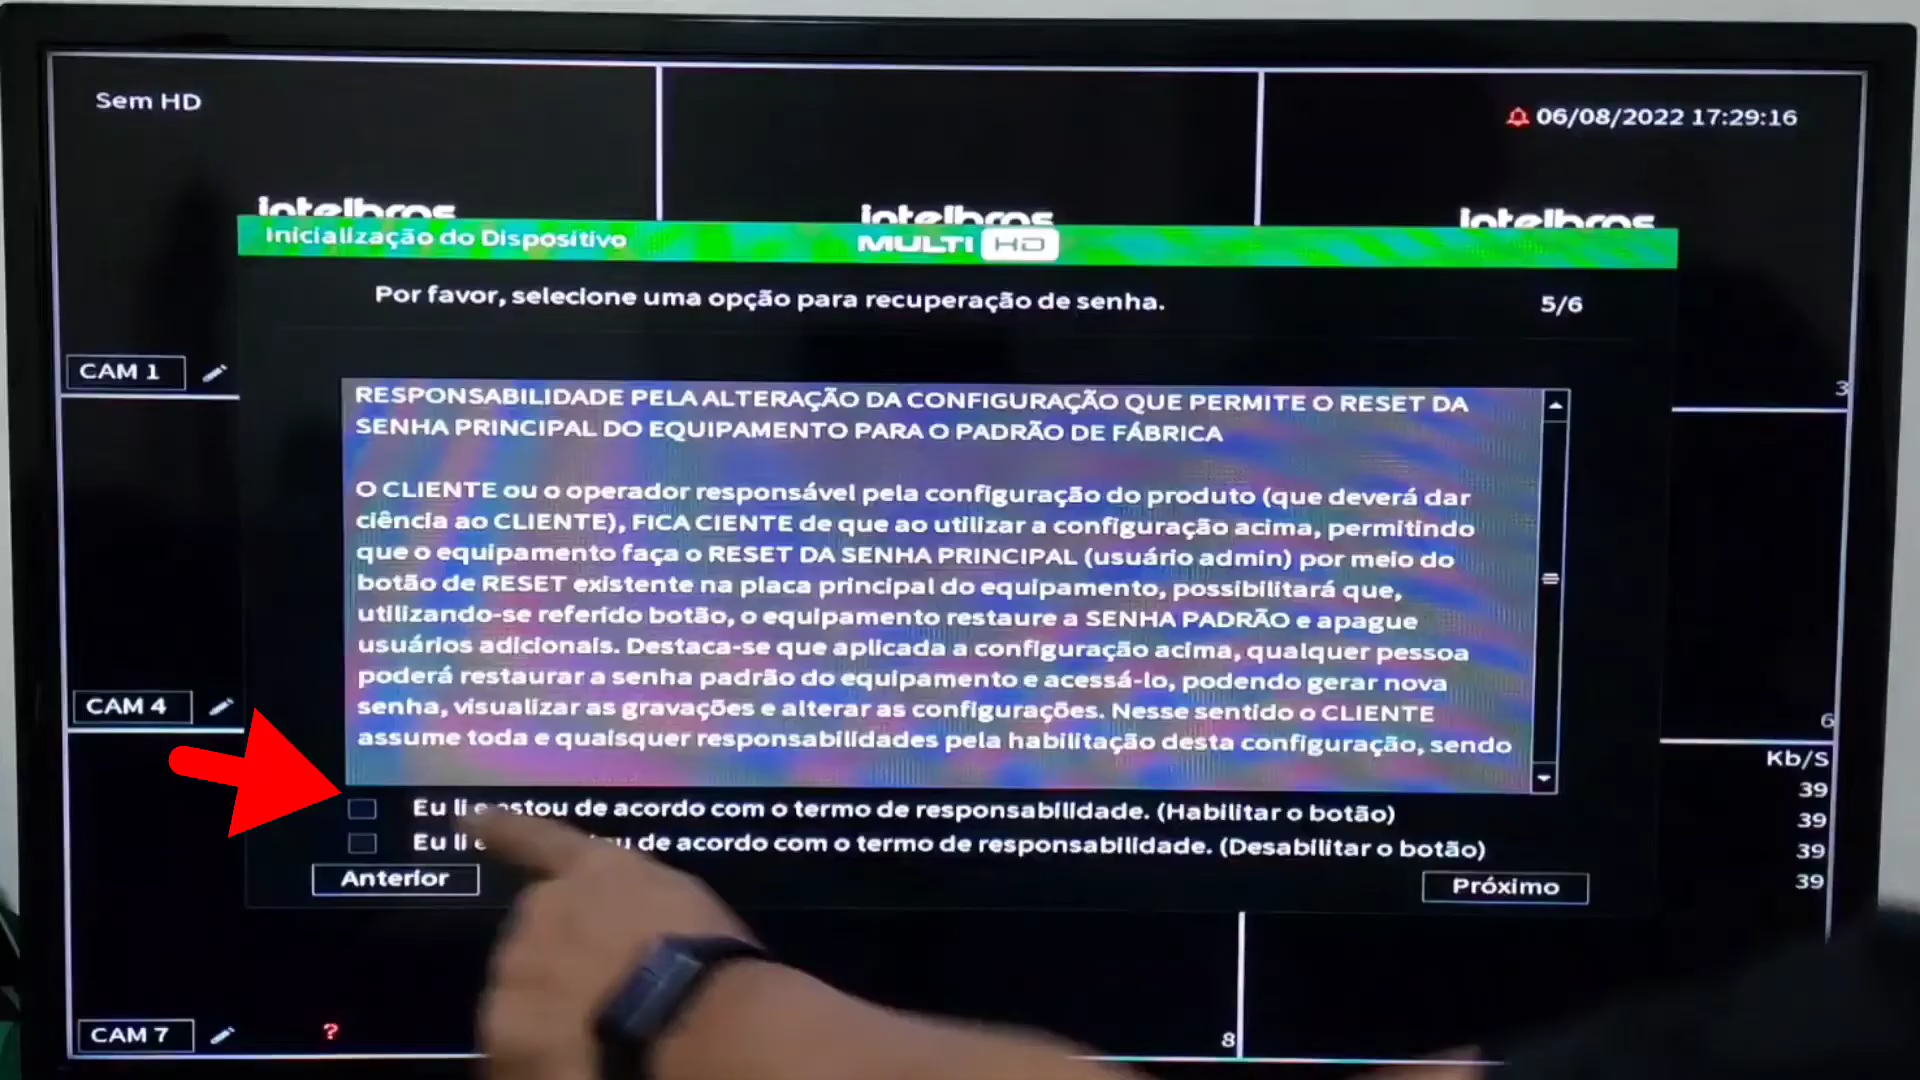 Sem HD
06/08/2022 17:29:16
intelbras
intelbras
intelbras
Inicialização do Dispositivo
MULTI HD
Por favor, selecione uma opção para recuperação de senha.
5/6
CAM 1
3
RESPONSABILIDADE PELA ALTERAÇÃO DA CONFIGURAÇÃO QUE PERMITE O RESET DA
SENHA PRINCIPAL DO EQUIPAMENTO PARA O PADRÃO DE FÁBRICA
O CLIENTE ou o operador responsável pela configuração do produto (que deverá dar
ciência ao CLIENTE), FICA CIENTE de que ao utilizar a configuração acima, permitindo
que o equipamento faça o RESET DA SENHA PRINCIPAL (usuário admin) por meio do
botão de RESET existente na placa principal do equipamento, possibilitará que,
utilizando-se referido botão, o equipamento restaure a SENHA PADRÃO e apague
usuários adicionais. Destaca-se que aplicada a configuração acima, qualquer pessoa
poderá restaurar a senha padrão do equipamento e acessá-lo, podendo gerar nova
senha, visualizar as gravações e alterar as configurações. Nesse sentido o CLIENTE
assume toda e quaisquer responsabilidades pela habilitação desta configuração, sendo
CAM 4
6
Kb/S
39
39
39
39
Eu li e estou de acordo com o termo de responsabilidade. (Habilitar o botão)
Eu li e de acordo com o termo de responsabilidade. (Desabilitar o botão)
Anterior
Próximo
CAM 7
?
8